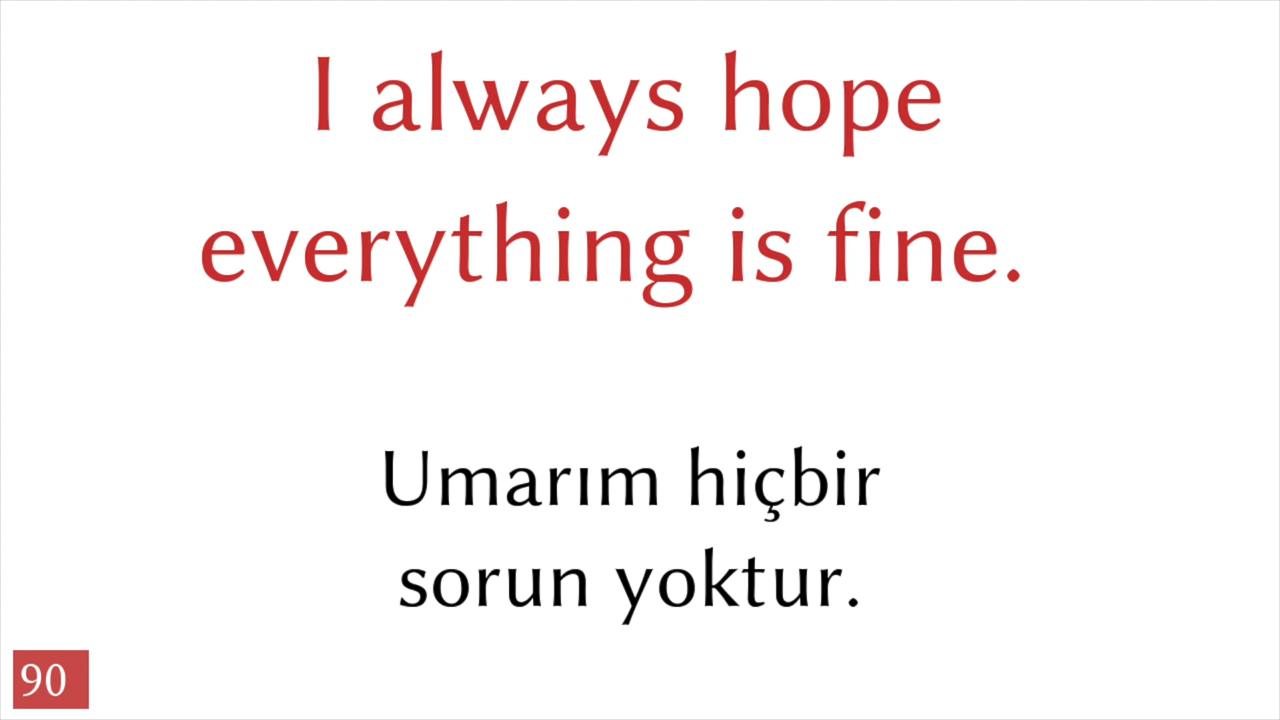 I always hope
everything is fine.
Umarım hiçbir
sorun yoktur.
90